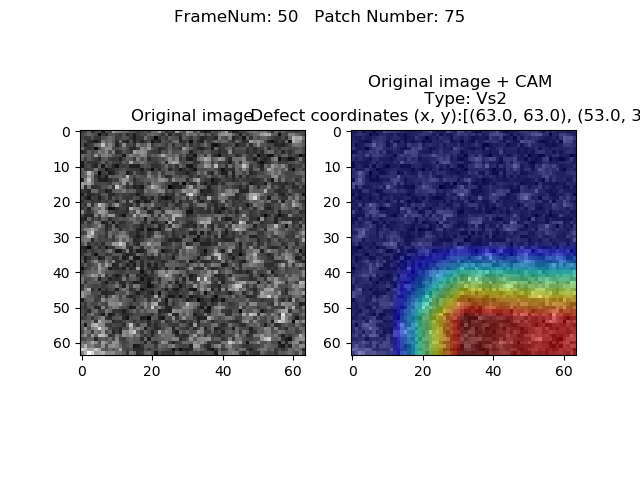 FrameNum: 50   Patch Number: 75
Original image + CAM
Type: Vs2
Original image
Defect coordinates (x, y):[(63.0, 63.0), (53.0, 3
0
10
20
30
40
50
60
0 20 40 60
0
10
20
30
40
50
60
0 20 40 60